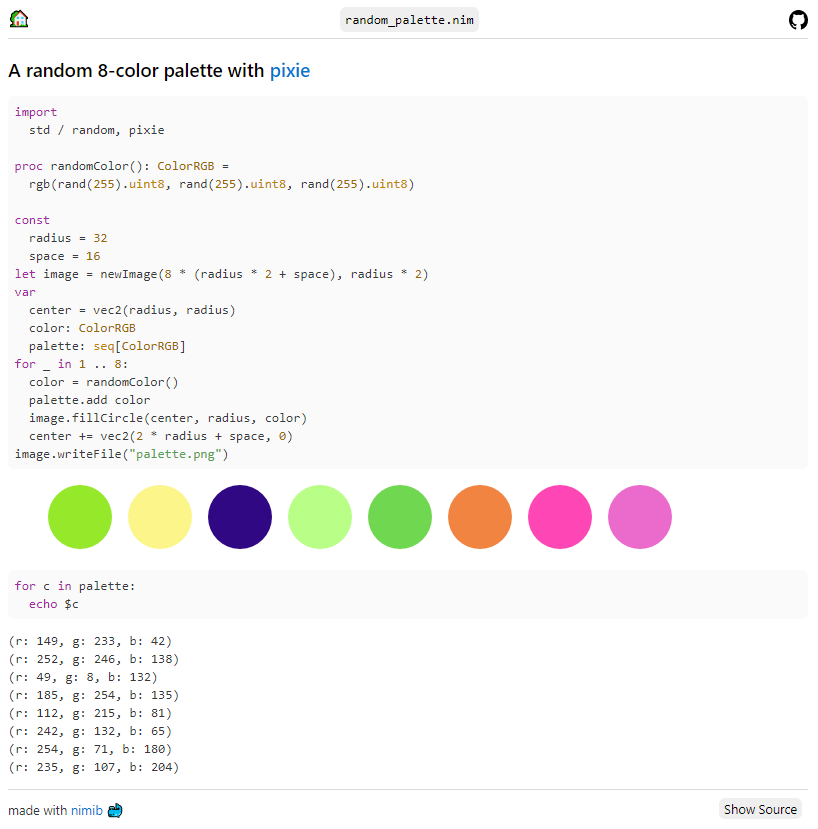 random_palette.nim
A random 8-color palette with pixie
import
  std / random, pixie

proc randomColor(): ColorRGB =
  rgb(rand(255).uint8, rand(255).uint8, rand(255).uint8)

const
  radius = 32
  space = 16
let image = newImage(8 * (radius * 2 + space), radius * 2)
var
  center = vec2(radius, radius)
  color: ColorRGB
  palette: seq[ColorRGB]
for _ in 1 .. 8:
  color = randomColor()
  palette.add color
  image.fillCircle(center, radius, color)
  center += vec2(2 * radius + space, 0)
image.writeFile("palette.png")
for c in palette:
  echo $c
(r: 149, g: 233, b: 42)
(r: 252, g: 246, b: 138)
(r: 49, g: 8, b: 132)
(r: 185, g: 254, b: 135)
(r: 112, g: 215, b: 81)
(r: 242, g: 132, b: 65)
(r: 254, g: 71, b: 180)
(r: 235, g: 107, b: 204)
made with nimib
Show Source